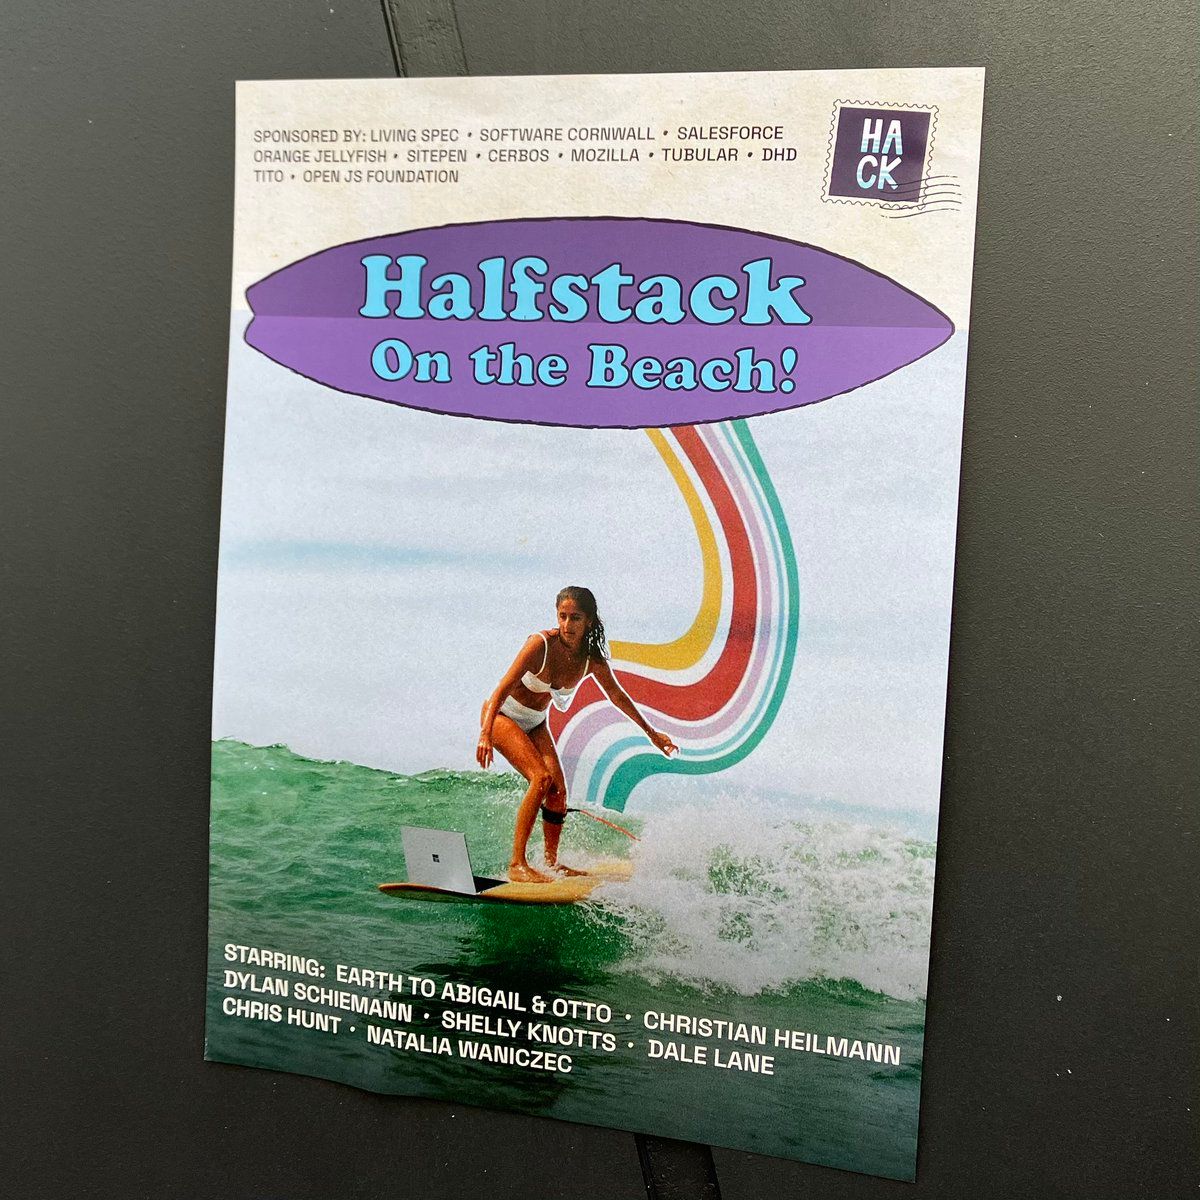 SPONSORED BY: LIVING SPEC • SOFTWARE CORNWALL • SALESFORCE
ORANGE JELLYFISH • SITEPEN • CERBOS • MOZILLA • TUBULAR • DHD
TITO • OPEN JS FOUNDATION
HA
CK
Halfstack
On the Beach!
STARRING: EARTH TO ABIGAIL & OTTO • CHRISTIAN HEILMANN
DYLAN SCHIEMANN • SHELLY KNOTTS • DALE LANE
CHRIS HUNT • NATALIA WANICZEC